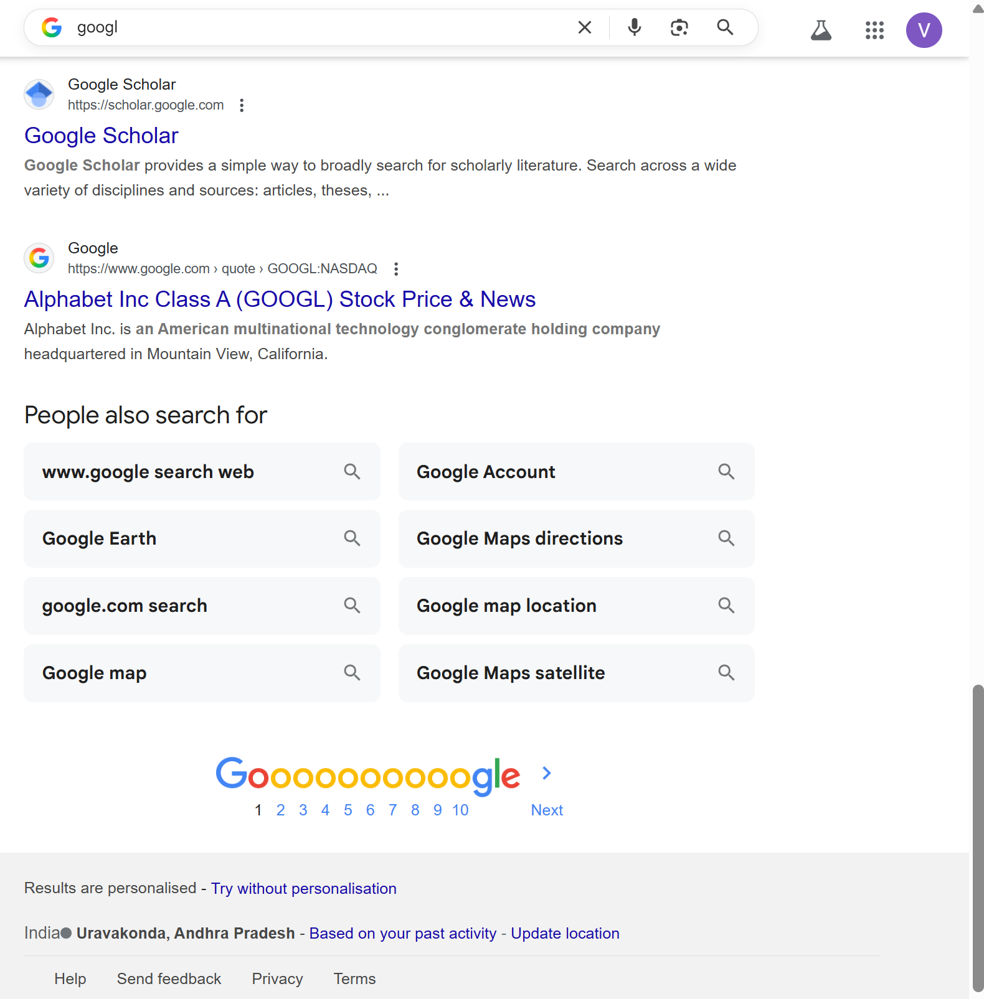 googl
V
Google Scholar
https://scholar.google.com
Google Scholar
Google Scholar provides a simple way to broadly search for scholarly literature. Search across a wide
variety of disciplines and sources: articles, theses, ...
Google
https://www.google.com › quote › GOOGL:NASDAQ
Alphabet Inc Class A (GOOGL) Stock Price & News
Alphabet Inc. is an American multinational technology conglomerate holding company
headquartered in Mountain View, California.
People also search for
www.google search web
Google Account
Google Earth
Google Maps directions
google.com search
Google map location
Google map
Google Maps satellite
Goooooooooogle
1 2 3 4 5 6 7 8 9 10 Next
Results are personalised - Try without personalisation
India Uravakonda, Andhra Pradesh - Based on your past activity - Update location
Help Send feedback Privacy Terms